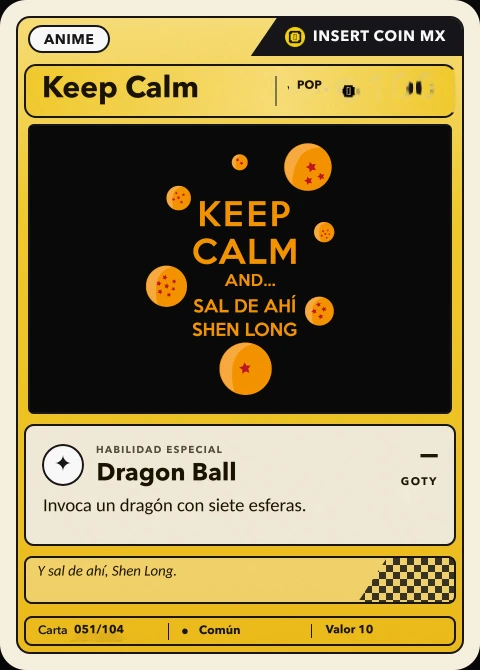 ANIME
INSERT COIN MX
Keep Calm
POP
KEEP
CALM
AND...
SAL DE AHÍ
SHEN LONG
HABILIDAD ESPECIAL
Dragon Ball
—
GOTY
Invoca un dragón con siete esferas.
Y sal de ahí, Shen Long.
Carta 051/104 • Común Valor 10